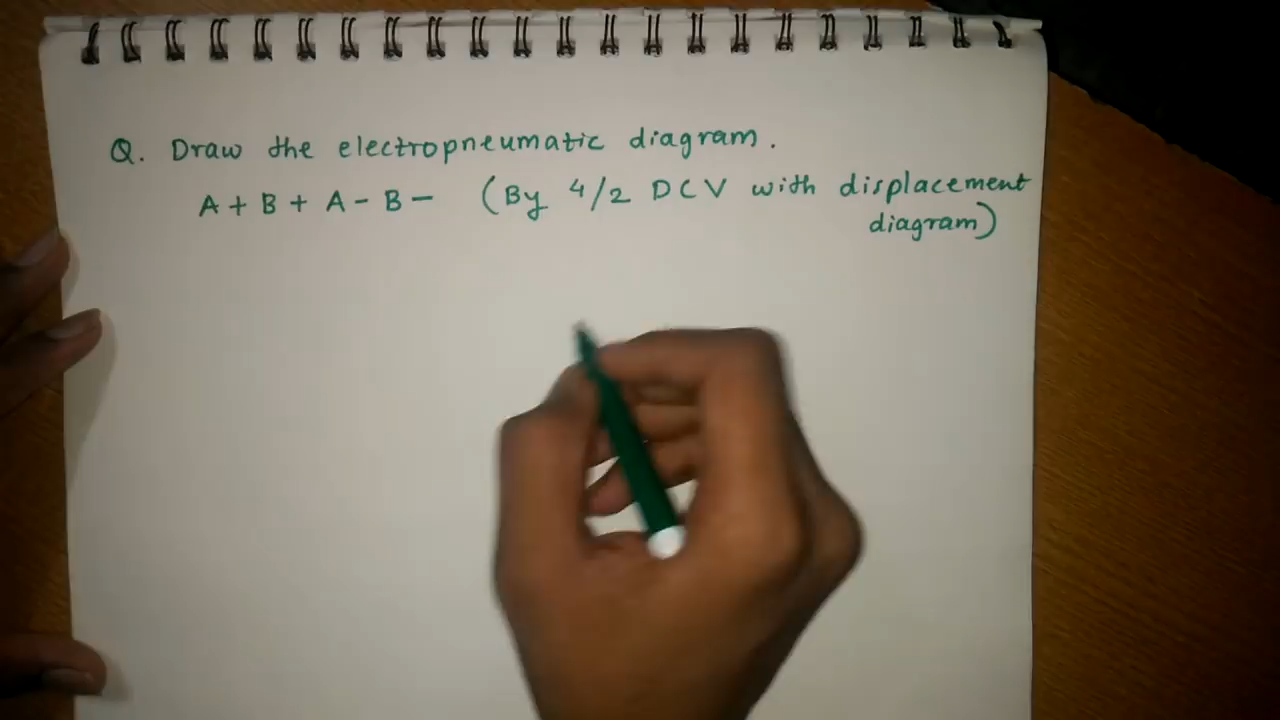 Q. Draw the electropneumatic diagram.
A + B + A - B - (By 4/2 DCV with displacement
diagram)